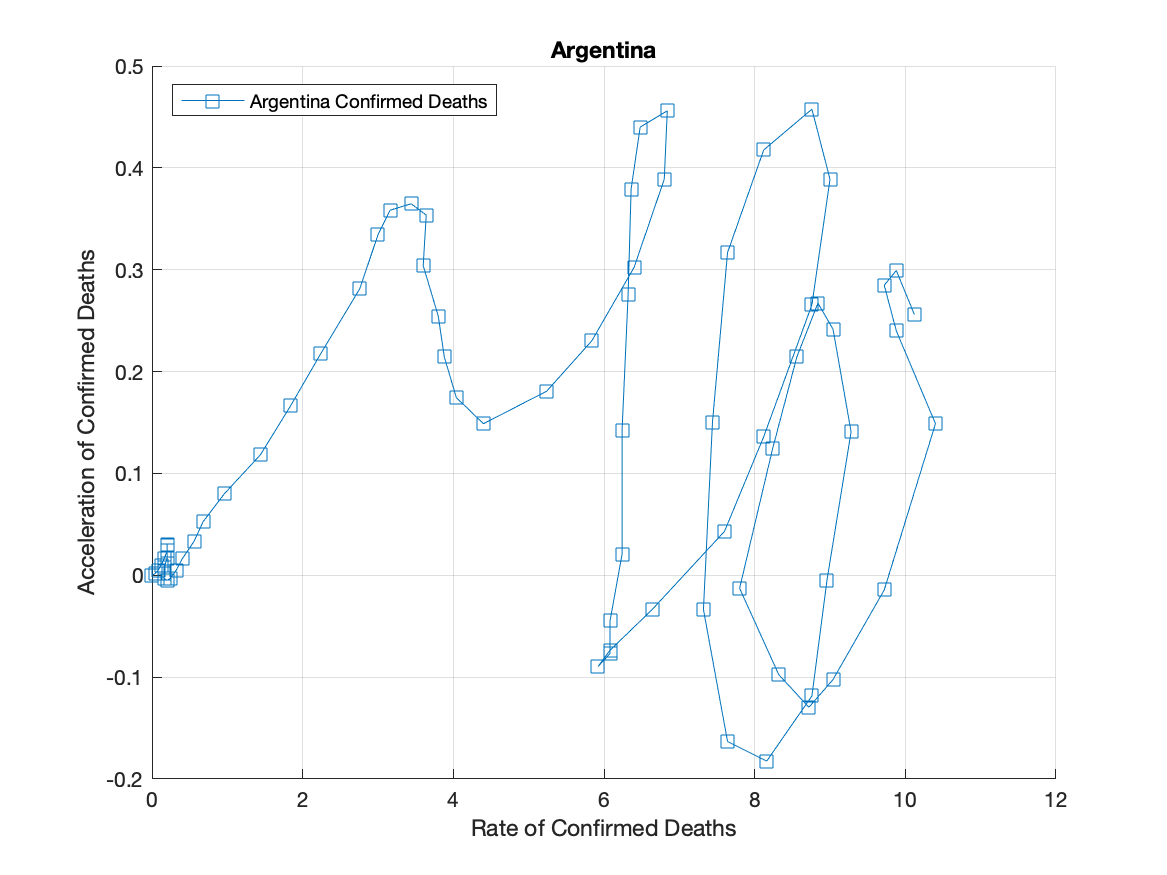 Argentina
Argentina Confirmed Deaths
0.5
0.4
0.3
0.2
0.1
0
-0.1
-0.2
Acceleration of Confirmed Deaths
0 2 4 6 8 10 12
Rate of Confirmed Deaths